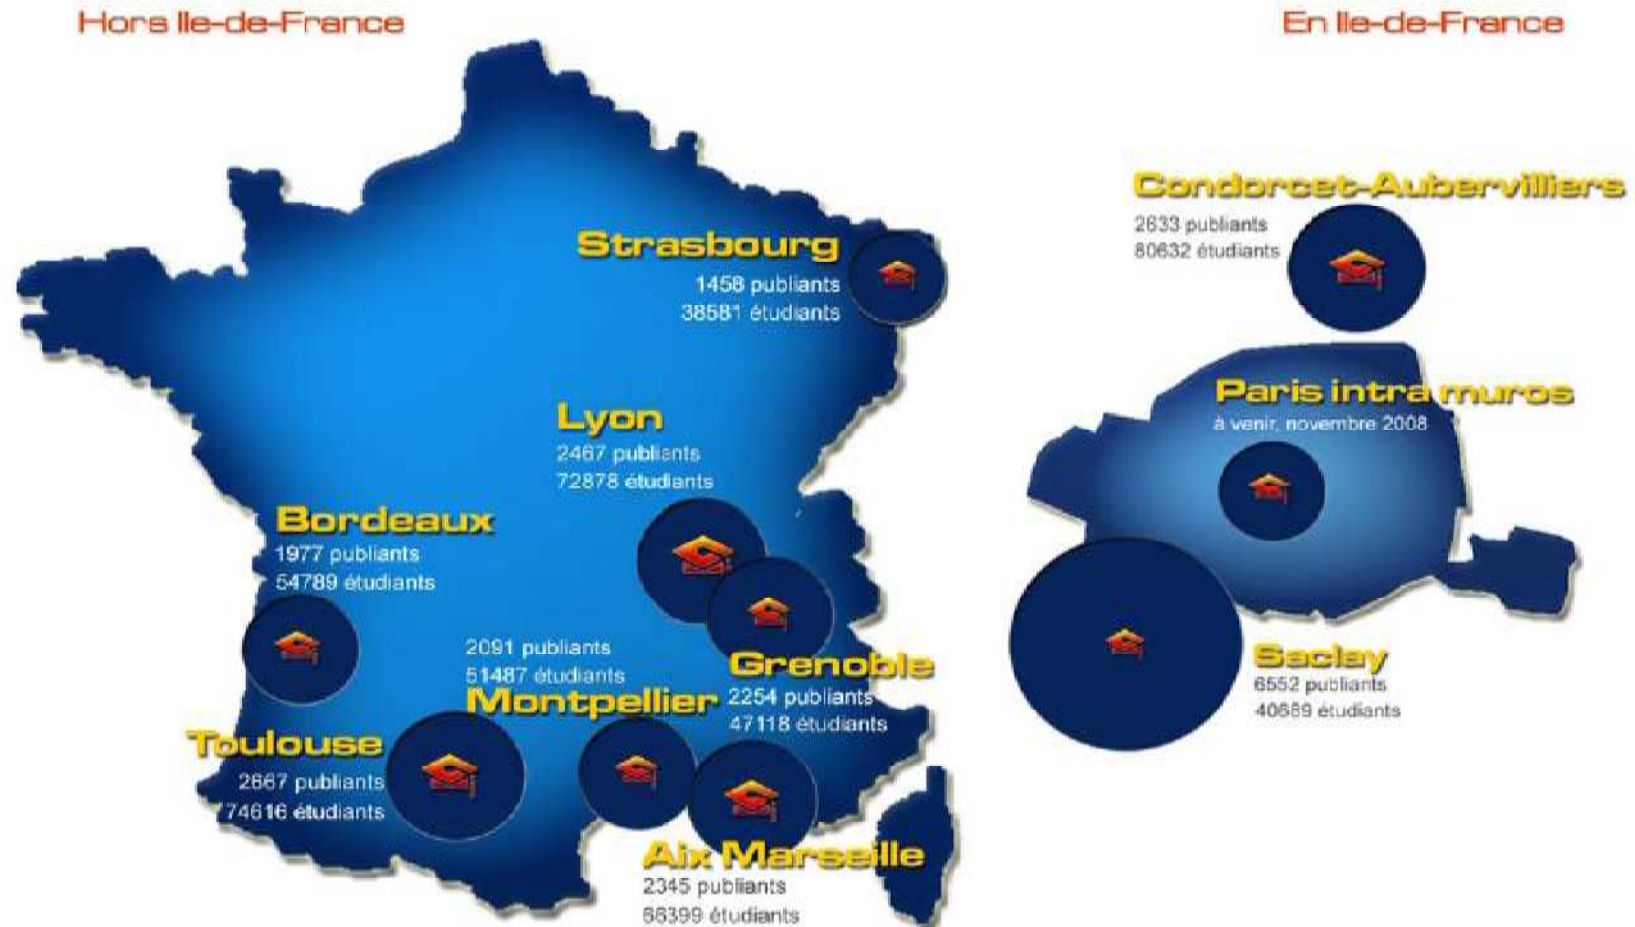 Hors Ile-de-France
En Ile-de-France
Condorcet-Aubervilliers
2633 publiants
80632 étudiants
Strasbourg
1458 publiants
38581 étudiants
Paris intra muros
à venir, novembre 2008
Lyon
2467 publiants
72878 étudiants
Bordeaux
1977 publiants
54789 étudiants
2091 publiants
51487 étudiants
Montpellier
Grenoble
2254 publiants
47118 étudiants
Saclay
6552 publiants
40689 étudiants
Toulouse
2667 publiants
74616 étudiants
Aix Marseille
2345 publiants
66399 étudiants